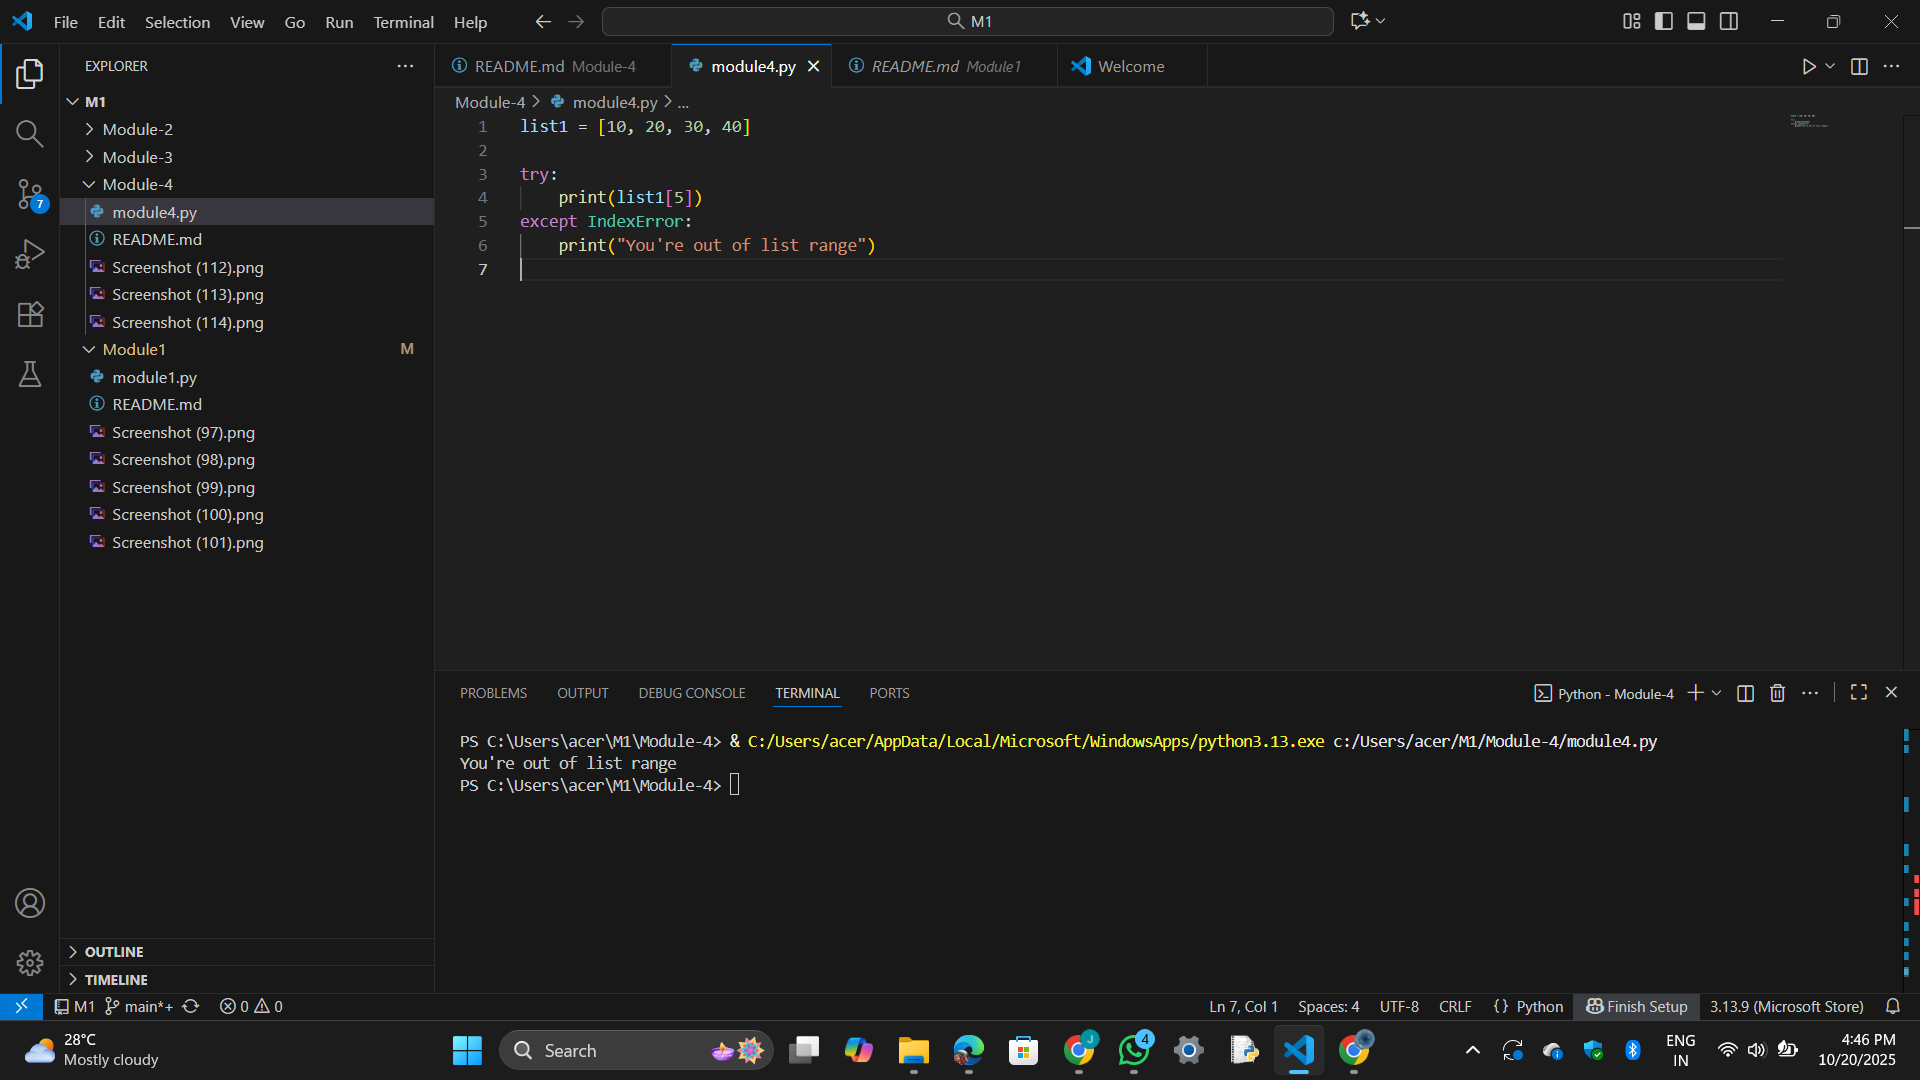 File Edit Selection View Go Run Terminal Help
M1
EXPLORER
M1
Module-2
Module-3
Module-4
module4.py
README.md
Screenshot (112).png
Screenshot (113).png
Screenshot (114).png
Module1 M
module1.py
README.md
Screenshot (97).png
Screenshot (98).png
Screenshot (99).png
Screenshot (100).png
Screenshot (101).png
OUTLINE
TIMELINE
7
README.md Module-4 module4.py README.md Module1 Welcome
Module-4 > module4.py > ...
1 list1 = [10, 20, 30, 40]
2
3 try:
4 print(list1[5])
5 except IndexError:
6 print("You're out of list range")
7
PROBLEMS OUTPUT DEBUG CONSOLE TERMINAL PORTS
Python - Module-4
PS C:\Users\acer\M1\Module-4> & C:/Users/acer/AppData/Local/Microsoft/WindowsApps/python3.13.exe c:/Users/acer/M1/Module-4/module4.py
You're out of list range
PS C:\Users\acer\M1\Module-4>
M1 main*+ 0 0 Ln 7, Col 1 Spaces: 4 UTF-8 CRLF {} Python Finish Setup 3.13.9 (Microsoft Store)
28°C
Mostly cloudy
Search
J
4
ENG
IN
4:46 PM
10/20/2025